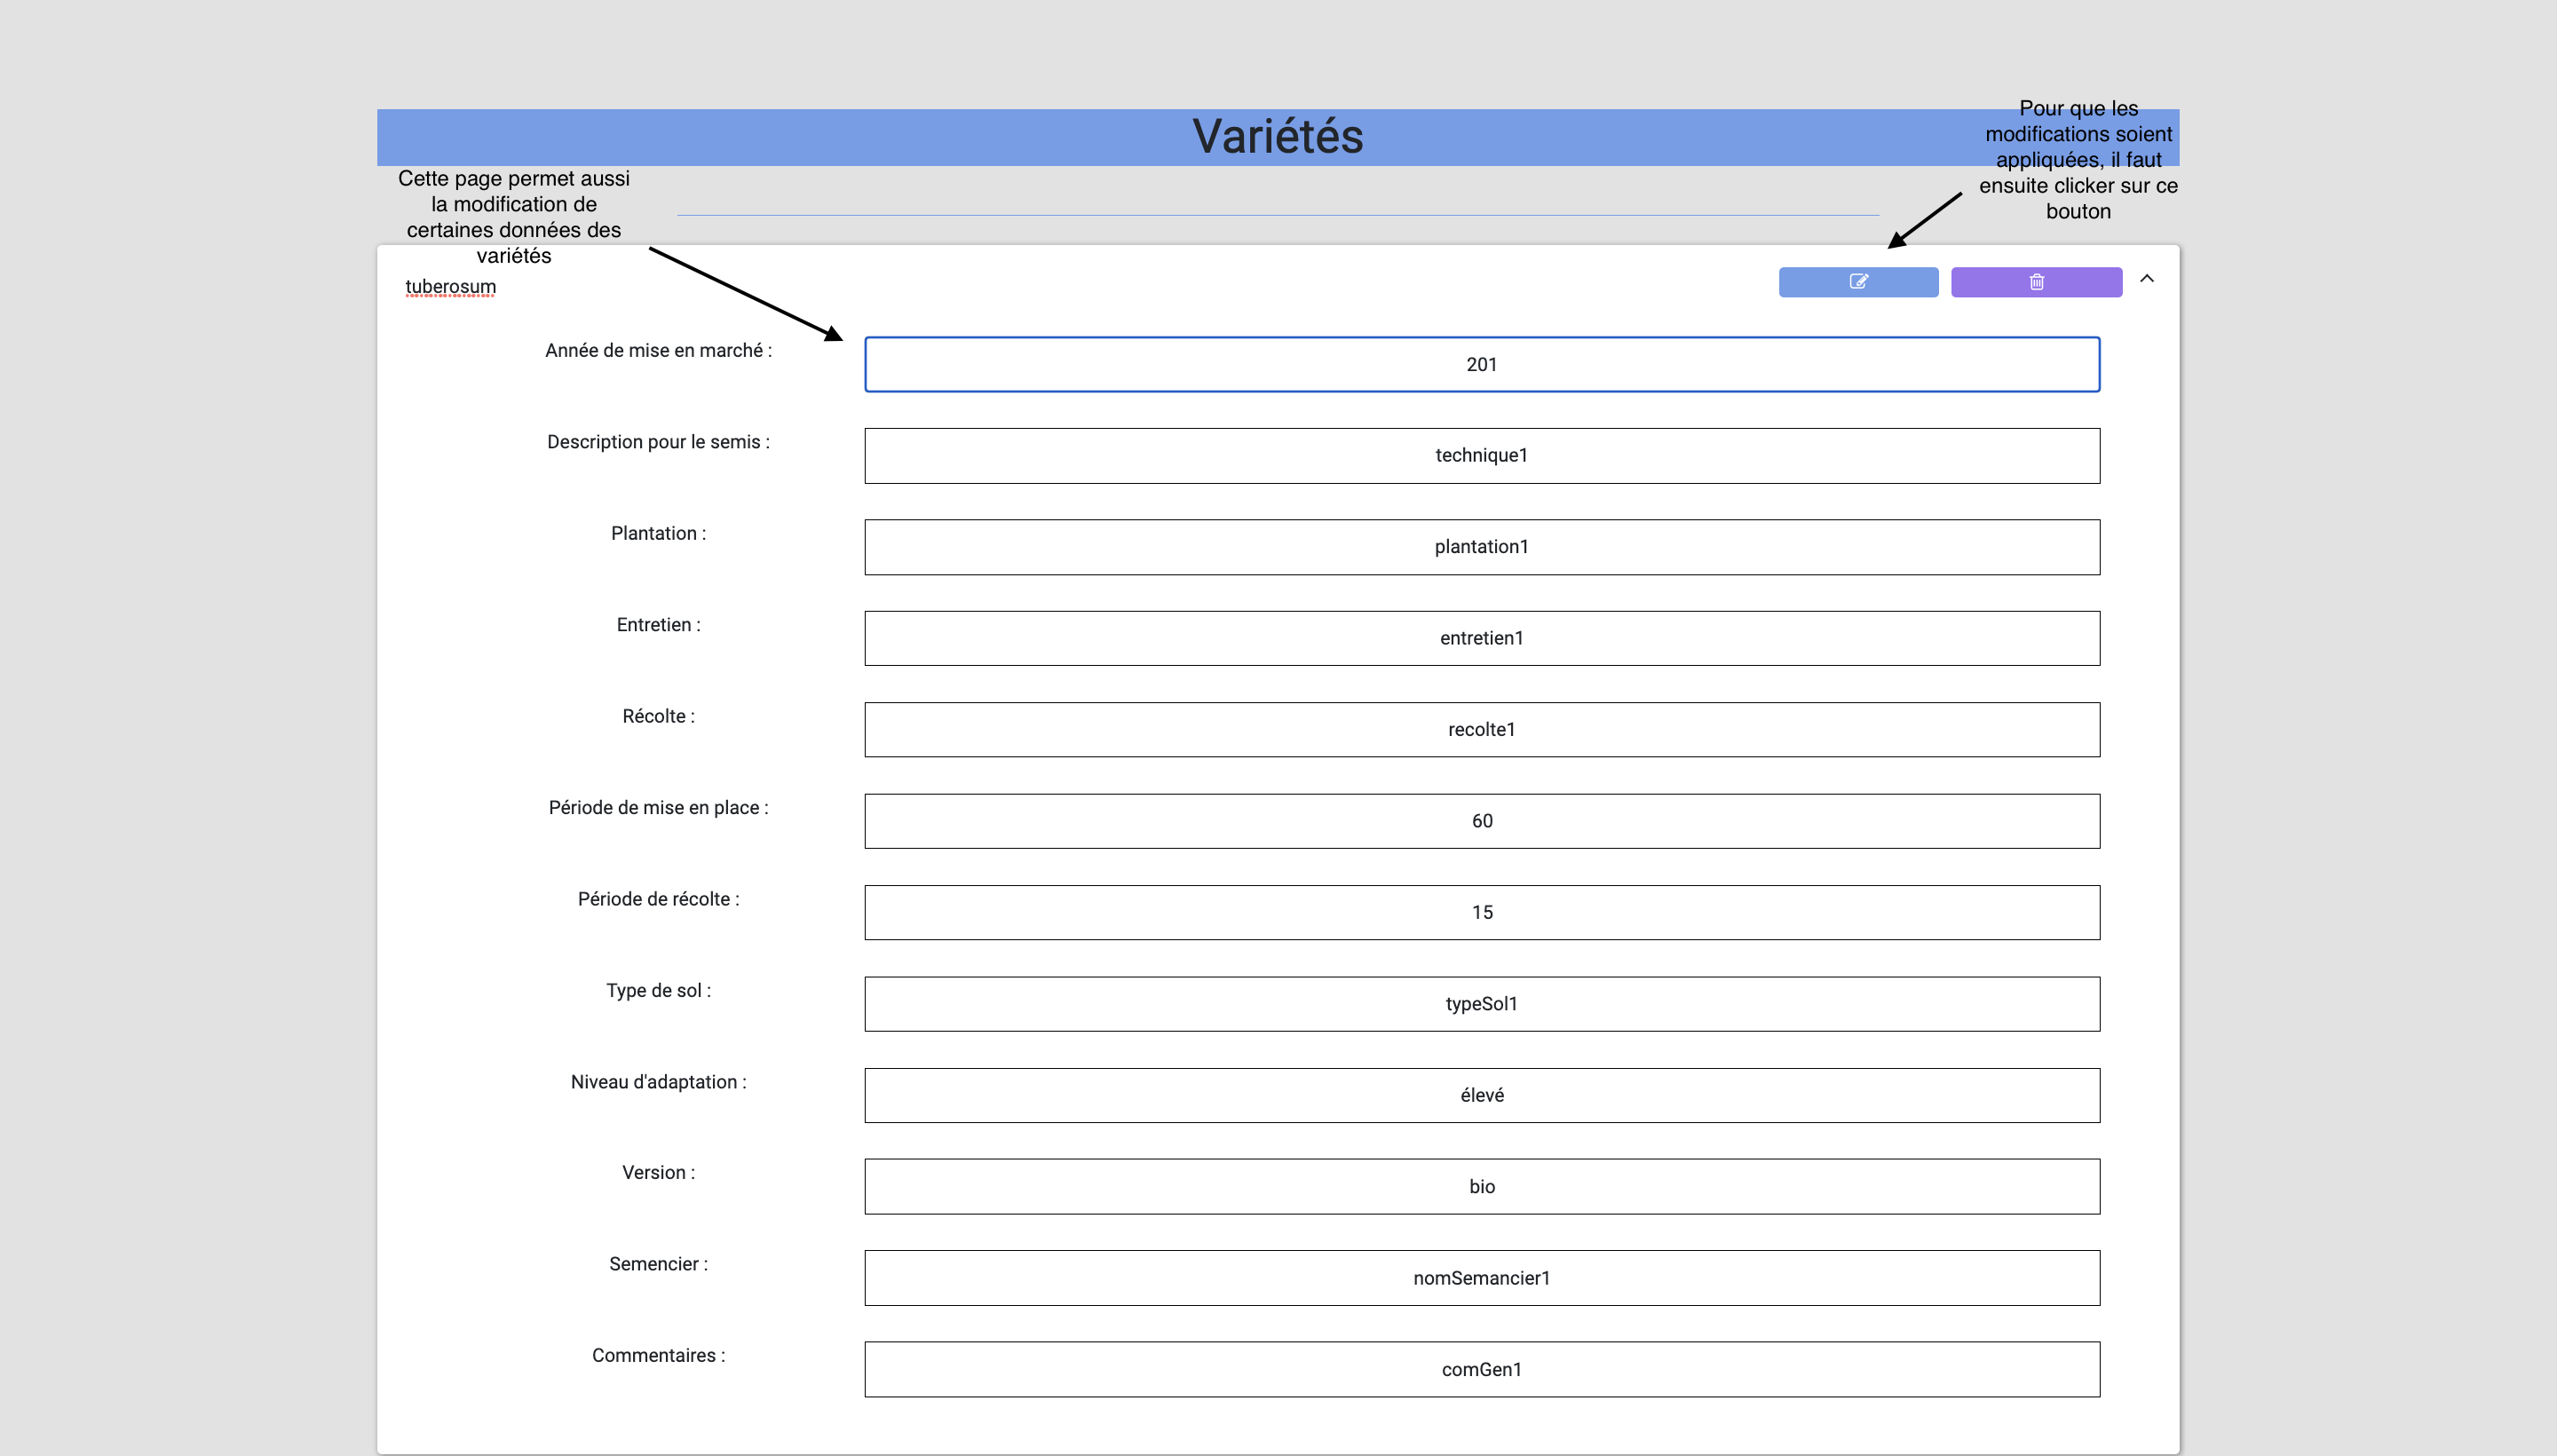 Variétés
Pour que les
modifications soient
appliquées, il faut
ensuite clicker sur ce
bouton
Cette page permet aussi
la modification de
certaines données des
variétés
tuberosum
Année de mise en marché :
201
Description pour le semis :
technique1
Plantation :
plantation1
Entretien :
entretien1
Récolte :
recolte1
Période de mise en place :
60
Période de récolte :
15
Type de sol :
typeSol1
Niveau d'adaptation :
élevé
Version :
bio
Semencier :
nomSemancier1
Commentaires :
comGen1